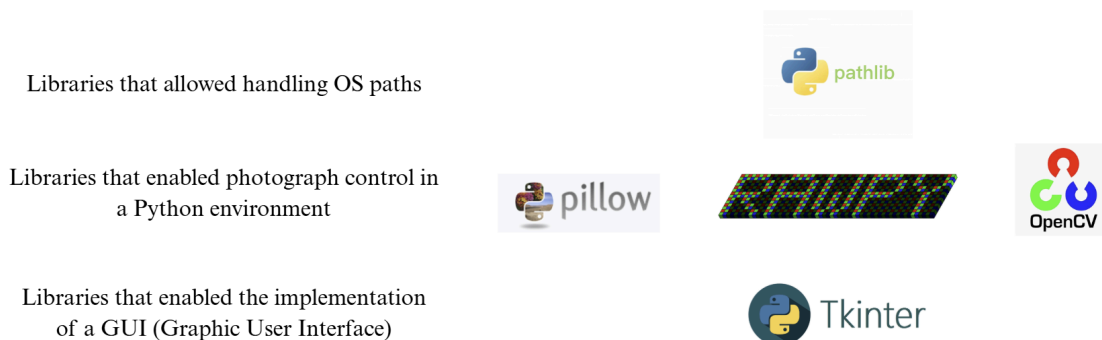 Libraries that allowed handling OS paths
pathlib
Libraries that enabled photograph control in
a Python environment
pillow
RAWPY
OpenCV
Libraries that enabled the implementation
of a GUI (Graphic User Interface)
Tkinter